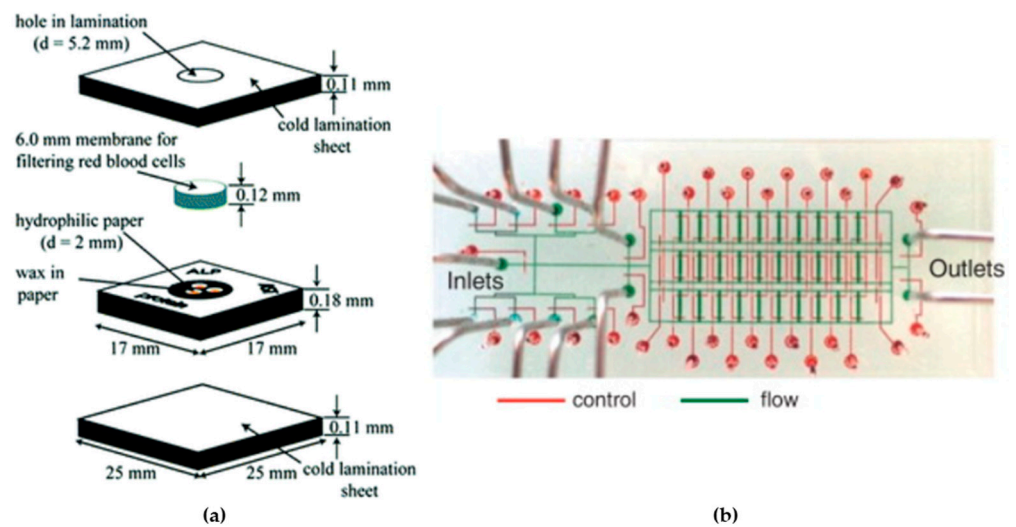 hole in lamination
(d = 5.2 mm)
0.11 mm
cold lamination
sheet
6.0 mm membrane for
filtering red blood cells
0.12 mm
hydrophilic paper
(d = 2 mm)
wax in
paper
ALP
protein
0.18 mm
17 mm
17 mm
0.11 mm
25 mm
25 mm
cold lamination
sheet
(a)
Inlets
Outlets
control
flow
(b)